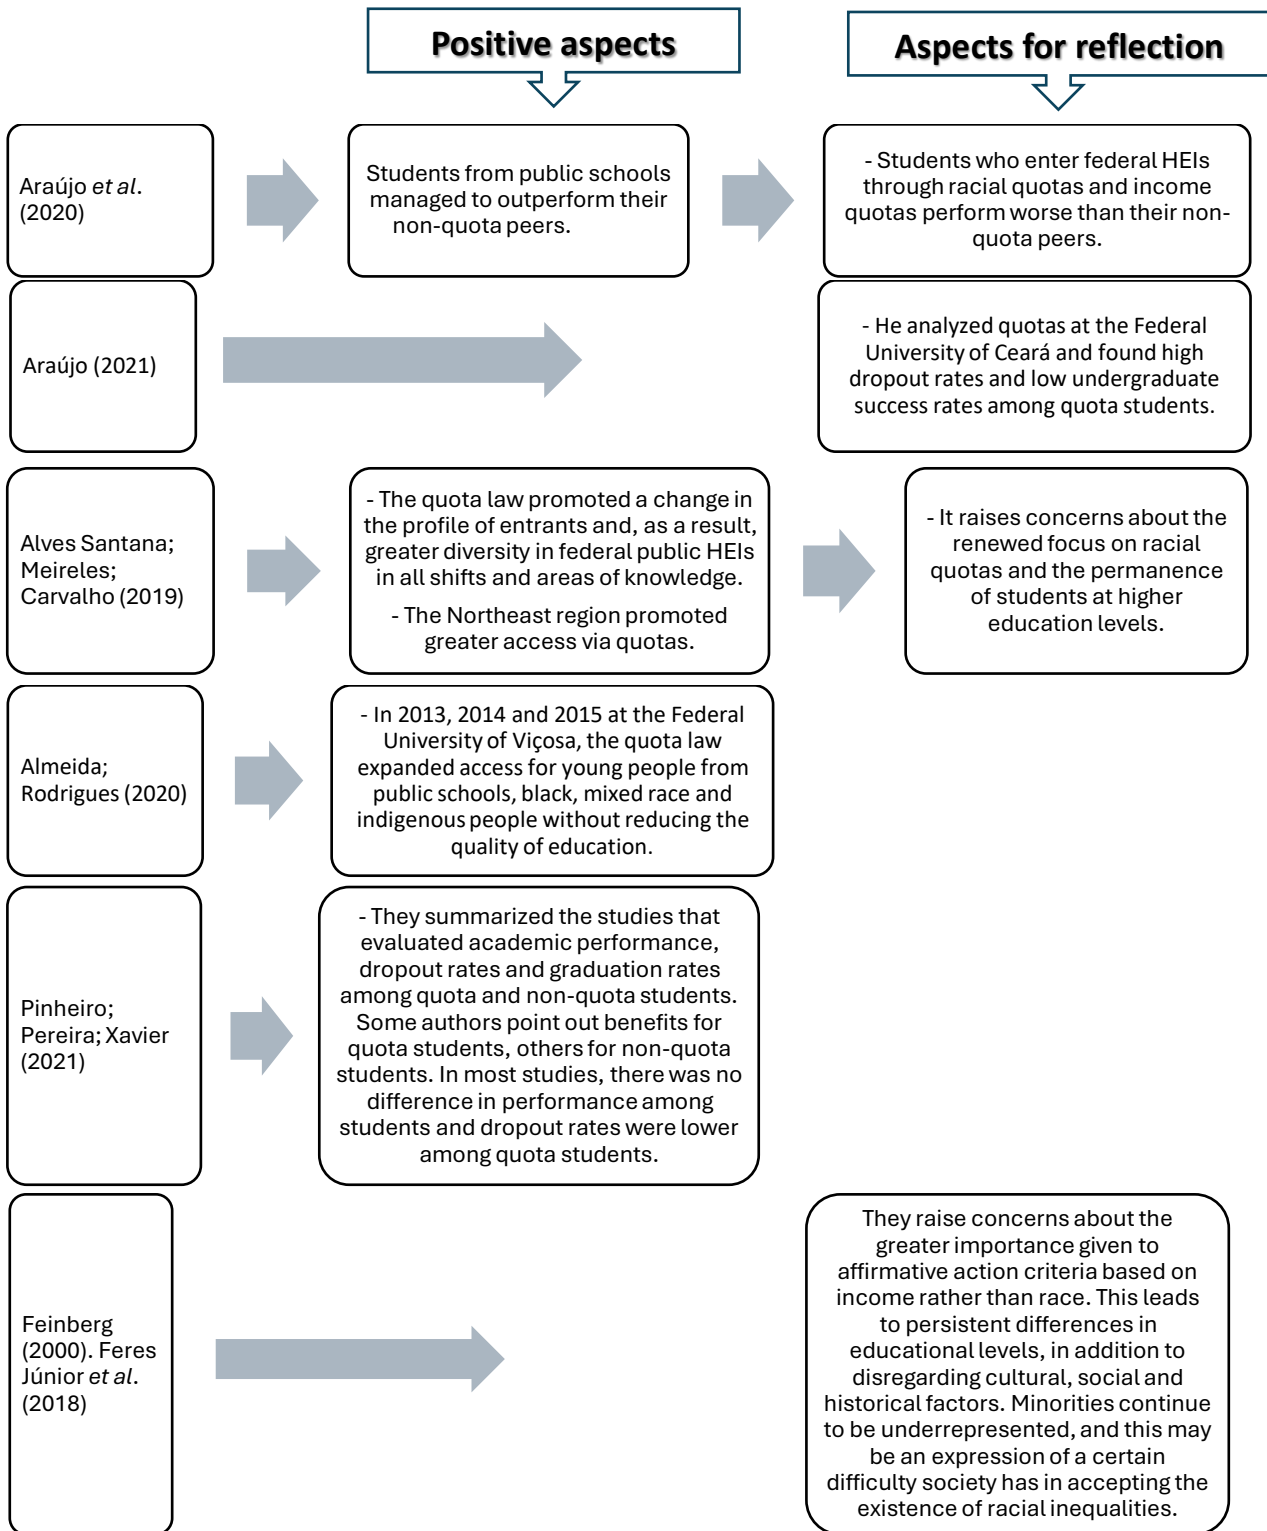 Positive aspects
Aspects for reflection
Araújo et al.
(2020)
Students from public schools
managed to outperform their
non-quota peers.
- Students who enter federal HEIs
through racial quotas and income
quotas perform worse than their non-
quota peers.
Araújo (2021)
- He analyzed quotas at the Federal
University of Ceará and found high
dropout rates and low undergraduate
success rates among quota students.
Alves Santana;
Meireles;
Carvalho (2019)
- The quota law promoted a change in
the profile of entrants and, as a result,
greater diversity in federal public HEIs
in all shifts and areas of knowledge.
- The Northeast region promoted
greater access via quotas.
- It raises concerns about the
renewed focus on racial
quotas and the permanence
of students at higher
education levels.
Almeida;
Rodrigues (2020)
- In 2013, 2014 and 2015 at the Federal
University of Viçosa, the quota law
expanded access for young people from
public schools, black, mixed race and
indigenous people without reducing the
quality of education.
Pinheiro;
Pereira; Xavier
(2021)
- They summarized the studies that
evaluated academic performance,
dropout rates and graduation rates
among quota and non-quota students.
Some authors point out benefits for
quota students, others for non-quota
students. In most studies, there was no
difference in performance among
students and dropout rates were lower
among quota students.
Feinberg
(2000). Feres
Júnior et al.
(2018)
They raise concerns about the
greater importance given to
affirmative action criteria based on
income rather than race. This leads
to persistent differences in
educational levels, in addition to
disregarding cultural, social and
historical factors. Minorities continue
to be underrepresented, and this may
be an expression of a certain
difficulty society has in accepting the
existence of racial inequalities.